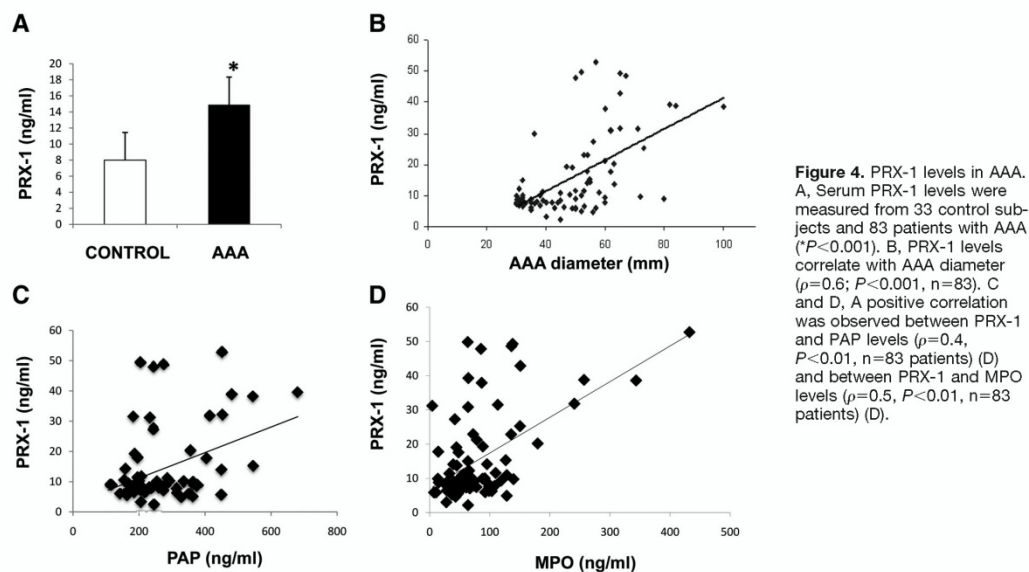 A
PRX-1 (ng/ml)
20
18
16
14
12
10
8
6
4
2
0
*
CONTROL
AAA
B
PRX-1 (ng/ml)
60
50
40
30
20
10
0
20
40
60
80
100
AAA diameter (mm)
C
PRX-1 (ng/ml)
60
50
40
30
20
10
0
0
200
400
600
800
PAP (ng/ml)
D
PRX-1 (ng/ml)
60
50
40
30
20
10
0
0
100
200
300
400
500
MPO (ng/ml)
Figure 4. PRX-1 levels in AAA.
A, Serum PRX-1 levels were
measured from 33 control sub-
jects and 83 patients with AAA
(*P<0.001). B, PRX-1 levels
correlate with AAA diameter
(ρ=0.6; P<0.001, n=83). C
and D, A positive correlation
was observed between PRX-1
and PAP levels (ρ=0.4,
P<0.01, n=83 patients) (D)
and between PRX-1 and MPO
levels (ρ=0.5, P<0.01, n=83
patients) (D).